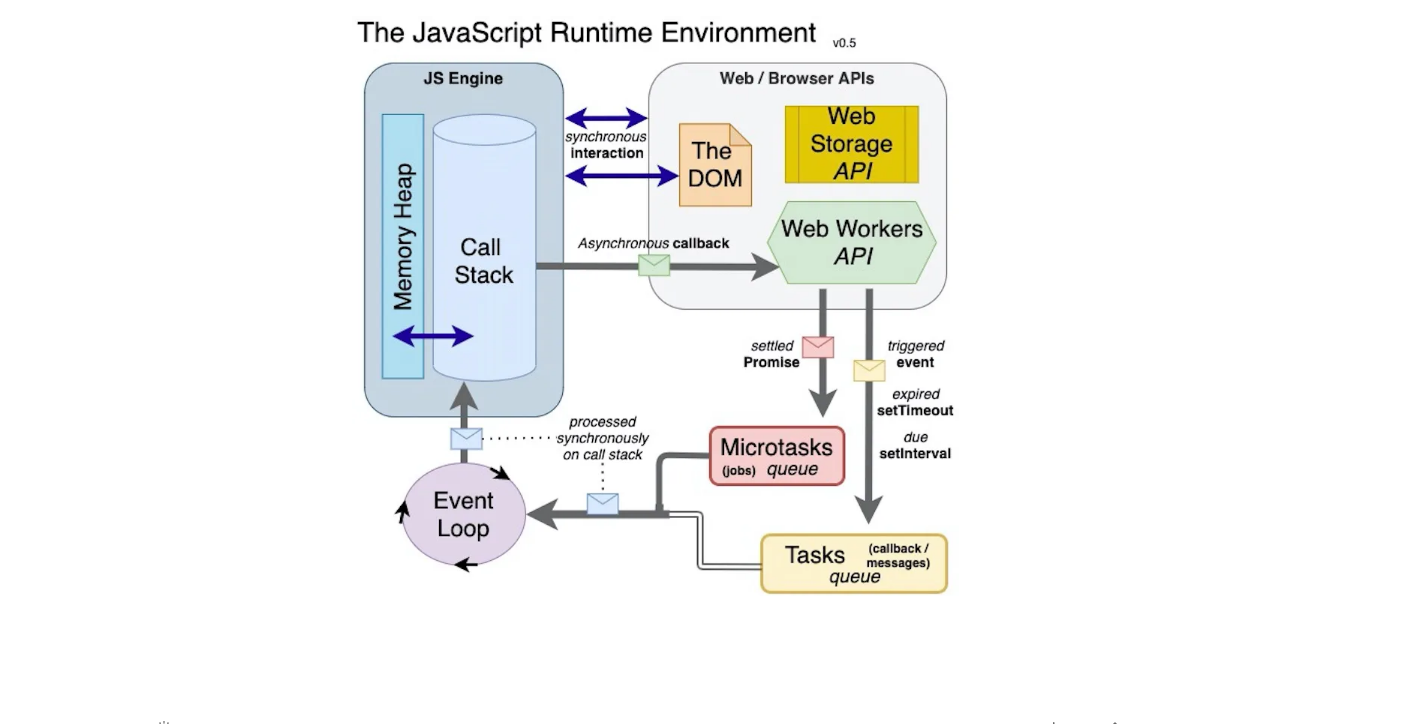 The JavaScript Runtime Environment v0.5
JS Engine
Web / Browser APIs
Memory Heap
Call
Stack
synchronous
interaction
The
DOM
Web
Storage
API
Asynchronous callback
Web Workers
API
settled
Promise
triggered
event
expired
setTimeout
due
setInterval
processed
synchronously
on call stack
Microtasks
(jobs) queue
Event
Loop
Tasks (callback /
messages)
queue